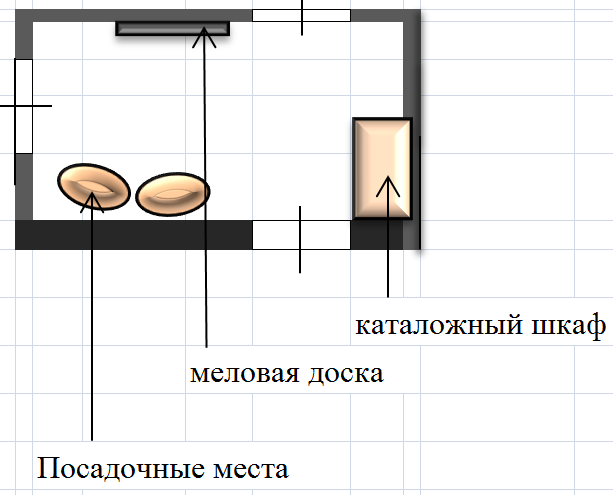 каталожный шкаф
меловая доска
Посадочные места